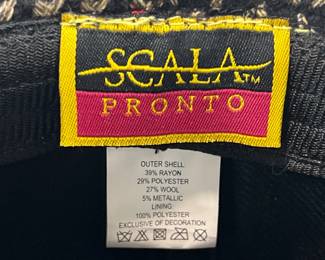 SCALA™
PRONTO
OUTER SHELL
39% RAYON
29% POLYESTER
27% WOOL
5% METALLIC
LINING
100% POLYESTER
EXCLUSIVE OF DECORATION